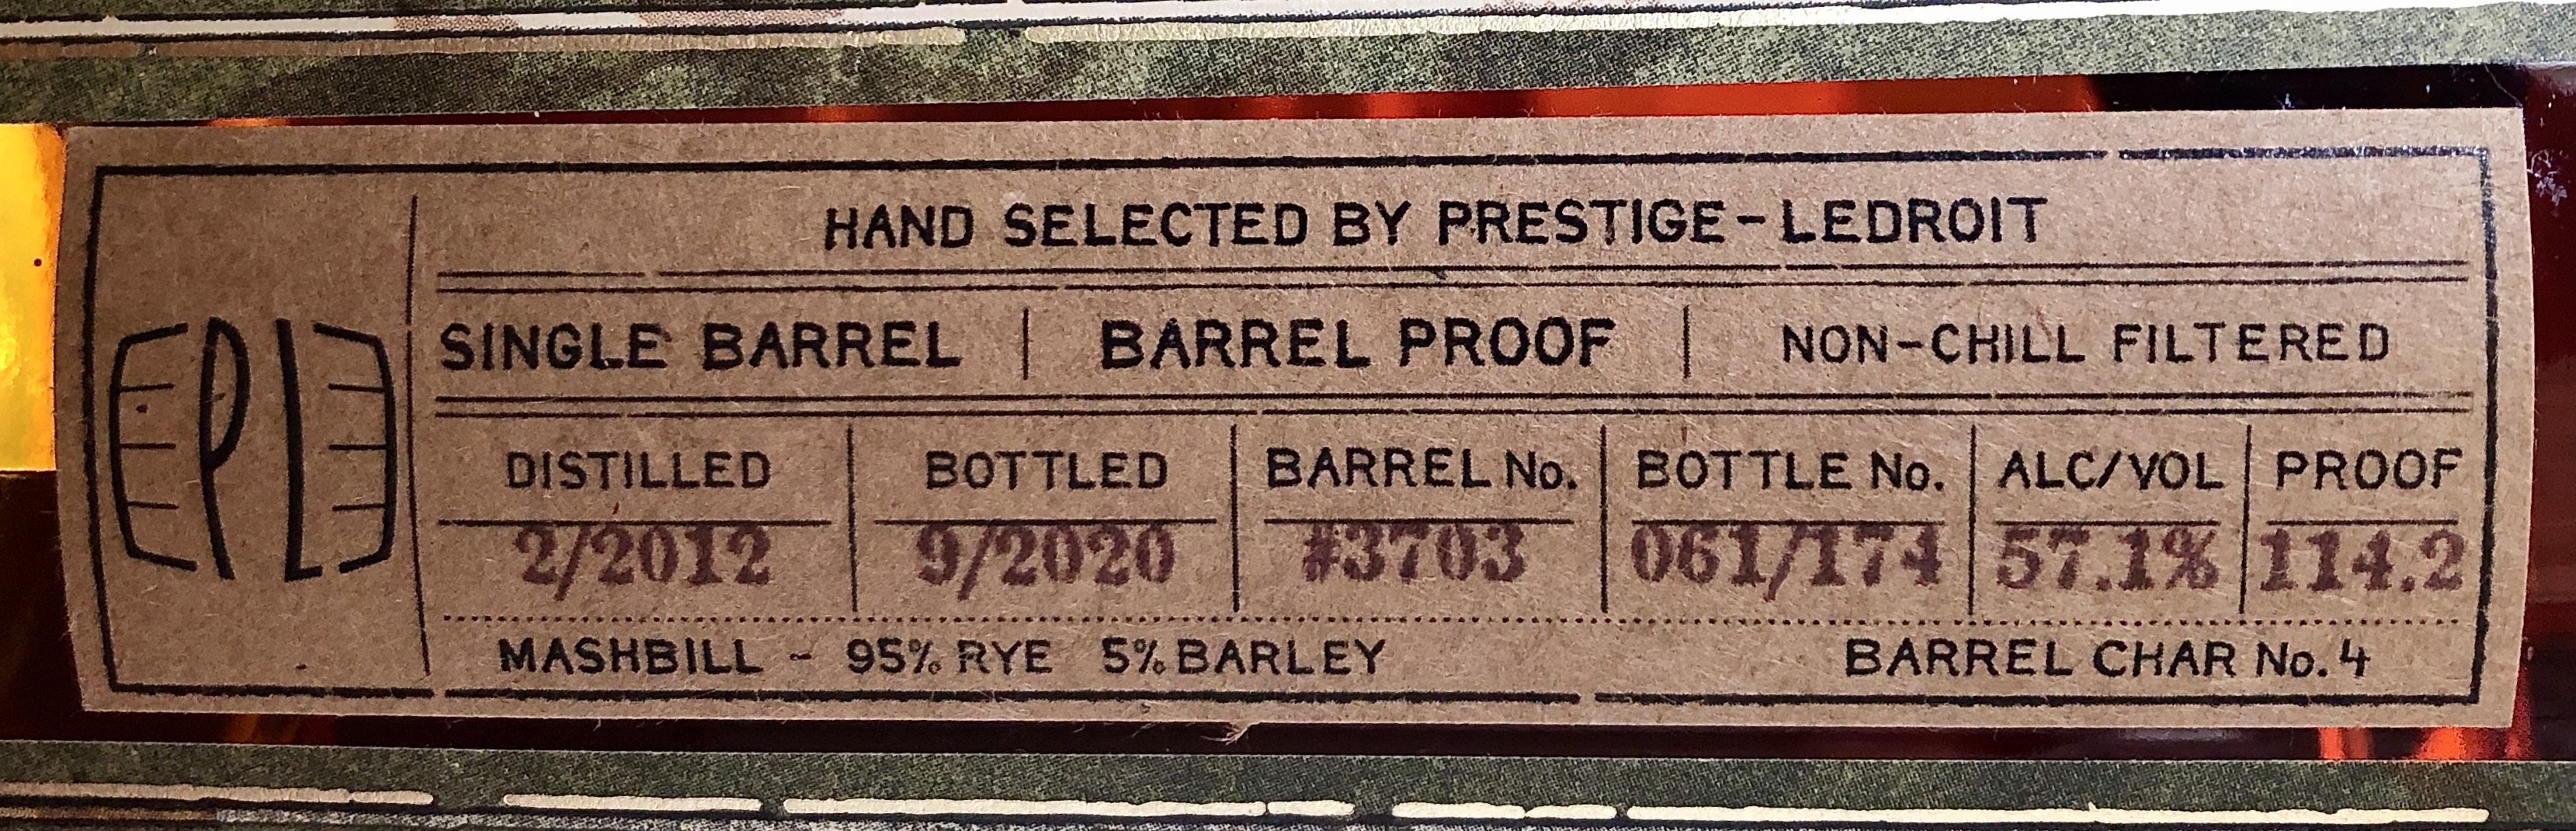 HAND SELECTED BY PRESTIGE-LEDROIT
SINGLE BARREL | BARREL PROOF | NON-CHILL FILTERED
PL
DISTILLED BOTTLED BARREL No. BOTTLE No. ALC/VOL PROOF
2/2012 9/2020 #3703 061/174 57.1% 114.2
MASHBILL - 95% RYE 5% BARLEY BARREL CHAR No. 4